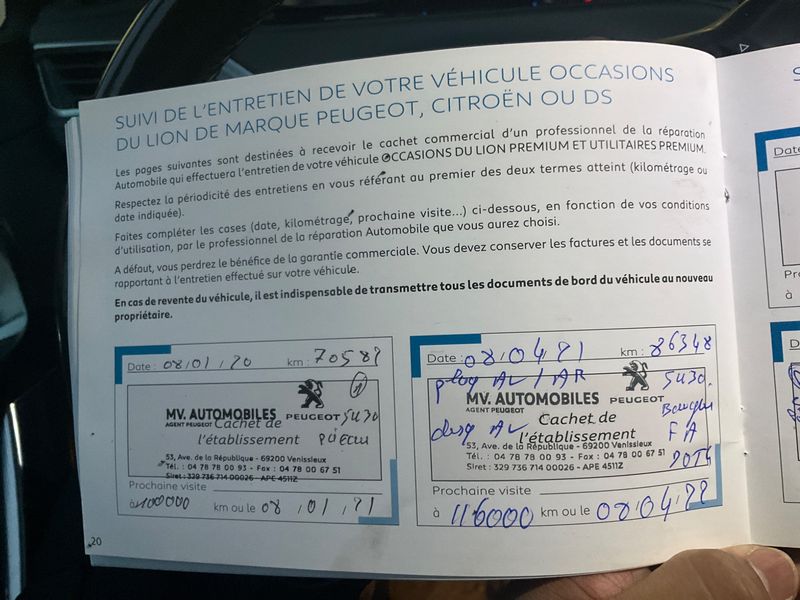 SUIVI DE L'ENTRETIEN DE VOTRE VÉHICULE OCCASIONS
DU LION DE MARQUE PEUGEOT, CITROËN OU DS
Les pages suivantes sont destinées à recevoir le cachet commercial d'un professionnel de la réparation
Automobile qui effectuera l'entretien de votre véhicule OCCASIONS DU LION PREMIUM ET UTILITAIRES PREMIUM.
Respectez la périodicité des entretiens en vous référant au premier des deux termes atteint (kilométrage ou
date indiquée).
Faites compléter les cases (date, kilométrage, prochaine visite...) ci-dessous, en fonction de vos conditions
d'utilisation, par le professionnel de la réparation Automobile que vous aurez choisi.
A défaut, vous perdrez le bénéfice de la garantie commerciale. Vous devez conserver les factures et les documents se
rapportant à l'entretien effectué sur votre véhicule.
En cas de revente du véhicule, il est indispensable de transmettre tous les documents de bord du véhicule au nouveau
propriétaire.
Date : 08/01/20 km : 70587
MV. AUTOMOBILES PEUGEOT 5W30
AGENT PEUGEOT Cachet de
l'établissement
53, Ave. de la République - 69200 Venissieux
Tél. : 04 78 78 00 93 - Fax : 04 78 00 67 51
Siret : 329 736 714 00026 - APE 4511Z
Prochaine visite
à 100000 km ou le 08/01/21
Date : 08/04/21 km : 86348
plaq AV / AR 5W30
MV. AUTOMOBILES PEUGEOT
AGENT PEUGEOT Cachet de
disq AV l'établissement FA
53, Ave. de la République - 69200 Venissieux
Tél. : 04 78 78 00 93 - Fax : 04 78 00 67 51 DOT4
Siret : 329 736 714 00026 - APE 4511Z
Prochaine visite
à 116000 km ou le 08/04/22
20
Date
à